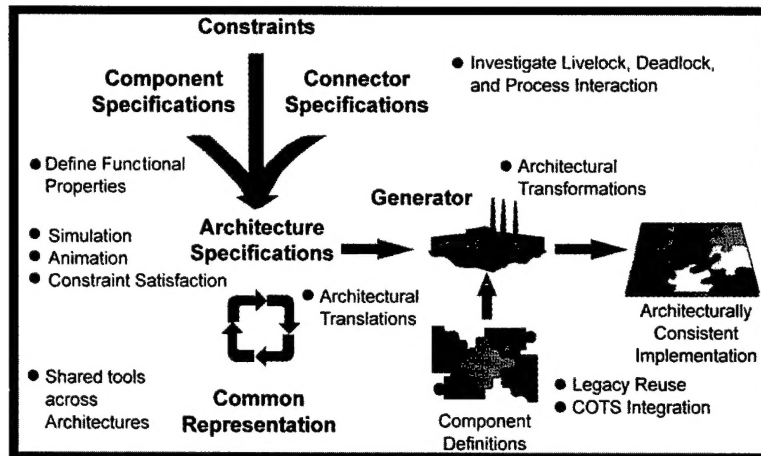 Constraints
Component
Specifications
Connector
Specifications
● Investigate Livelock, Deadlock,
and Process Interaction
● Define Functional
Properties
● Simulation
● Animation
● Constraint Satisfaction
Architecture
Specifications
Generator
● Architectural
Transformations
● Architectural
Translations
Architecturally
Consistent
Implementation
● Shared tools
across
Architectures
Common
Representation
Component
Definitions
● Legacy Reuse
● COTS Integration